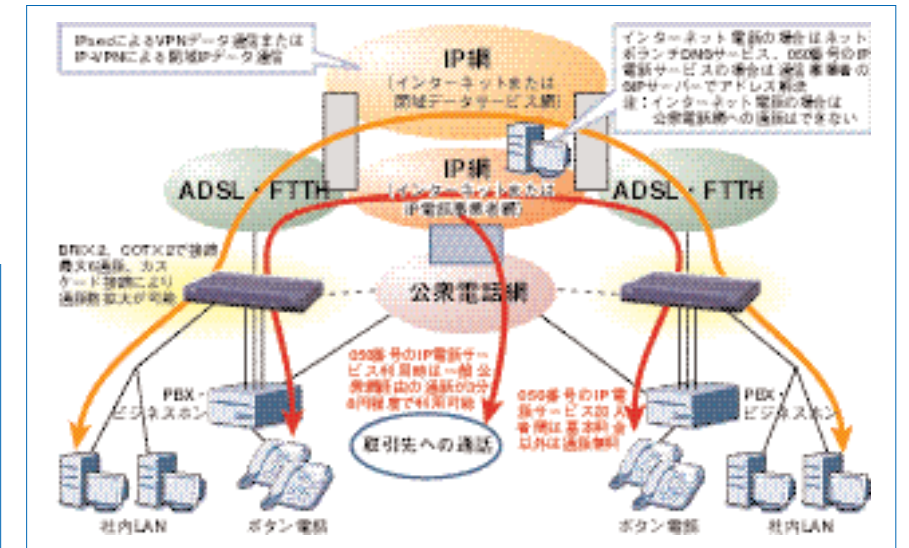 IPsecによるVPNデータ通信または
IP-VPNによる閉域IPデータ通信
IP網
(インターネットまたは
閉域データサービス網)
インターネット電話の場合はネット
ボランチDNSサービス、050番号のIP
電話サービスの場合は通信事業者の
SIPサーバーでアドレス解決
注：インターネット電話の場合は
公衆電話網への通話はできない
ADSL・FTTH
IP網
(インターネットまたは
IP電話事業者網)
ADSL・FTTH
BRI×2、COT×2で接続
最大6通話、カス
ケード接続により
通話数拡大が可能
公衆電話網
050番号のIP電話サー
ビス利用時は一般公
衆網経由の通話が3分
8円程度で利用可能
050番号のIP電
話サービス加入
者間は基本料金
以外は通話無料
PBX・
ビジネスホン
PBX・
ビジネスホン
取引先への通話
社内LAN
ボタン電話
ボタン電話
社内LAN